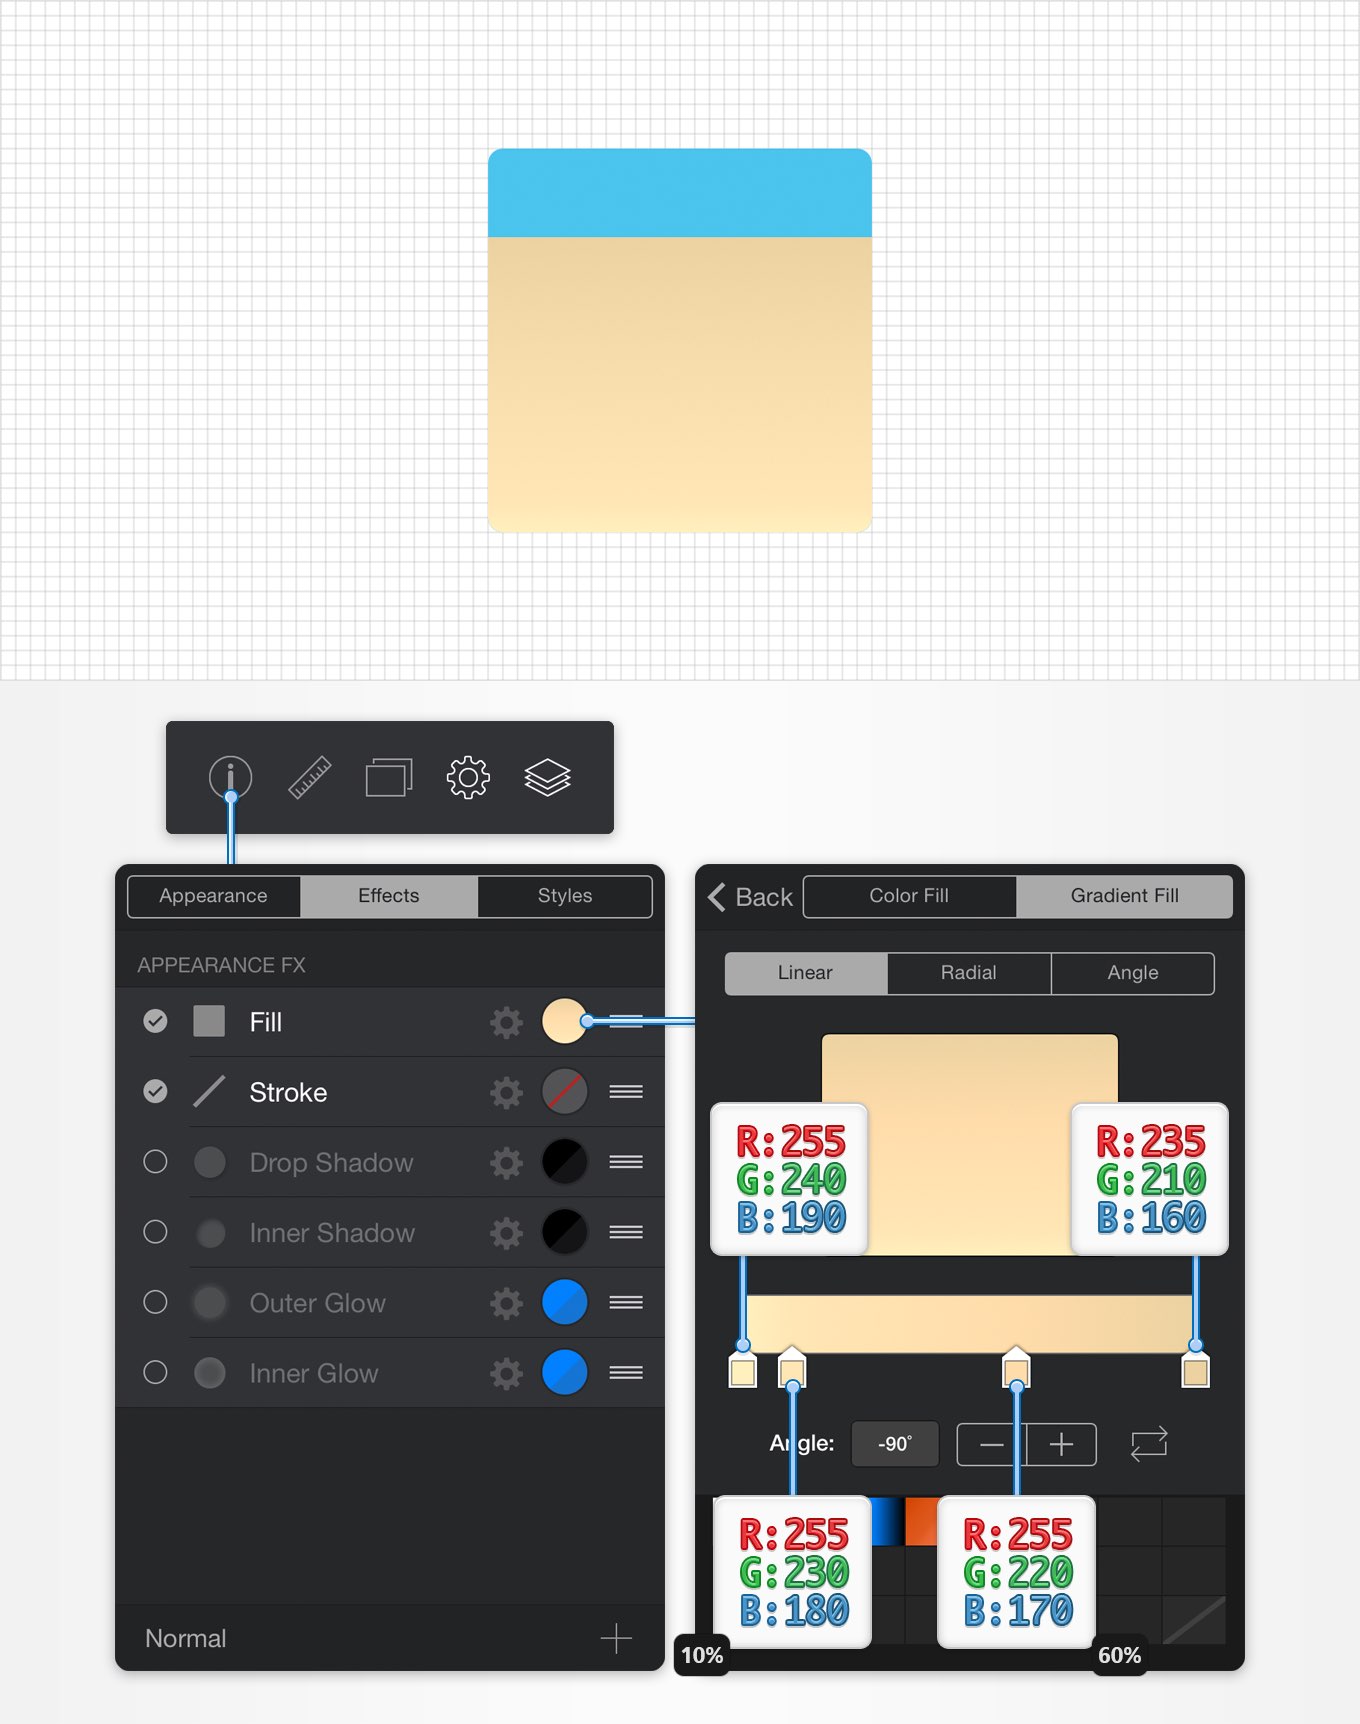 Appearance Effects Styles
Back Color Fill Gradient Fill
APPEARANCE FX
Linear Radial Angle
Fill
Stroke
Drop Shadow
Inner Shadow
Outer Glow
Inner Glow
Normal
R:255
G:240
B:190
R:235
G:210
B:160
Angle: -90°
R:255
G:230
B:180
10%
R:255
G:220
B:170
60%